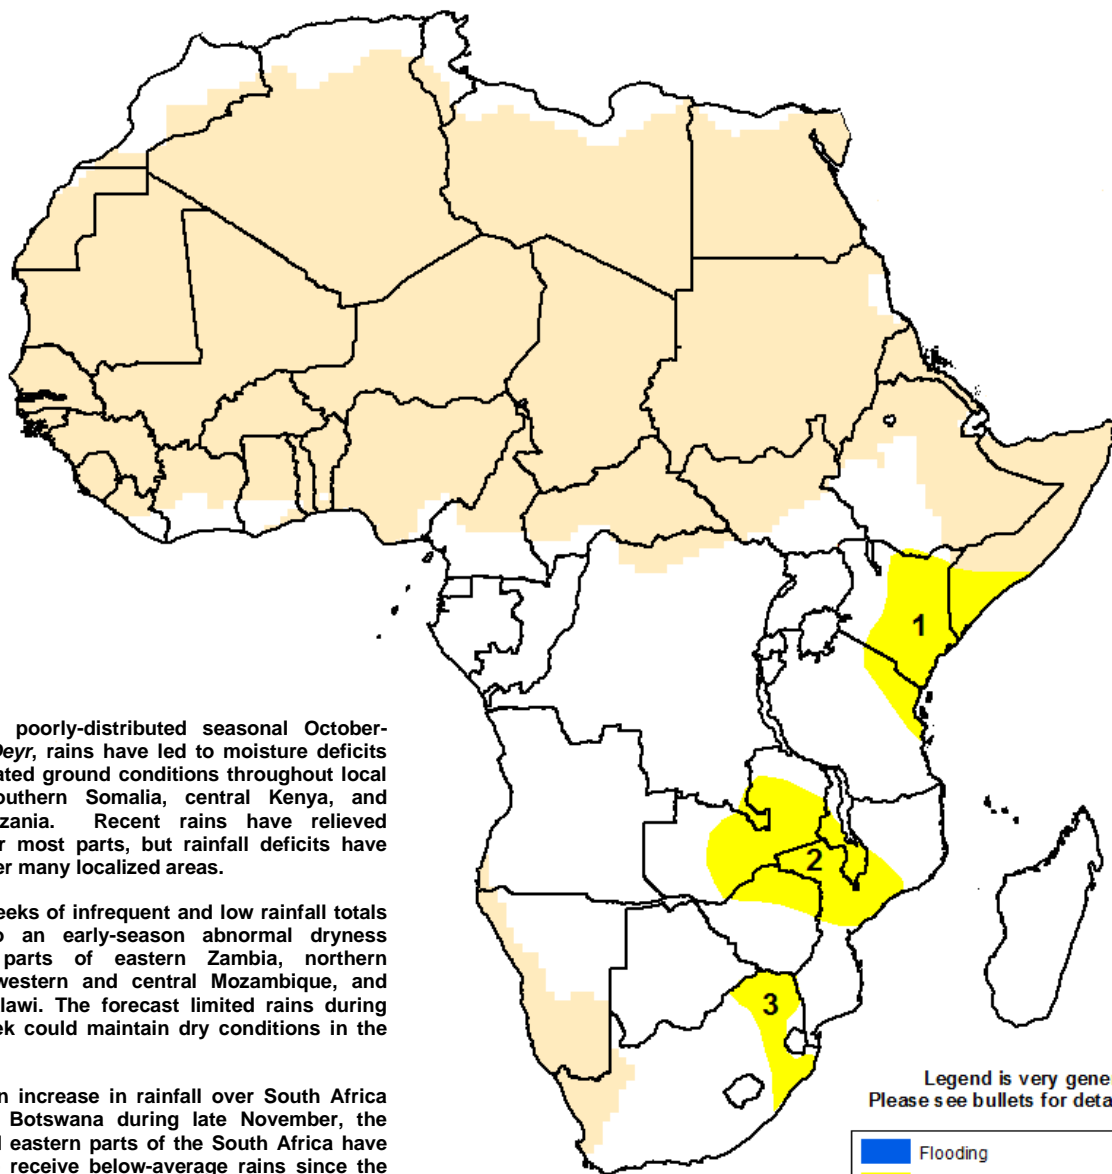 poorly-distributed seasonal October-
Deyr, rains have led to moisture deficits
ated ground conditions throughout local
outhern Somalia, central Kenya, and
zania. Recent rains have relieved
r most parts, but rainfall deficits have
er many localized areas.
eeks of infrequent and low rainfall totals
o an early-season abnormal dryness
parts of eastern Zambia, northern
western and central Mozambique, and
lawi. The forecast limited rains during
ek could maintain dry conditions in the
n increase in rainfall over South Africa
Botswana during late November, the
l eastern parts of the South Africa have
receive below-average rains since the
1
2
3
Legend is very gene
Please see bullets for deta
Flooding